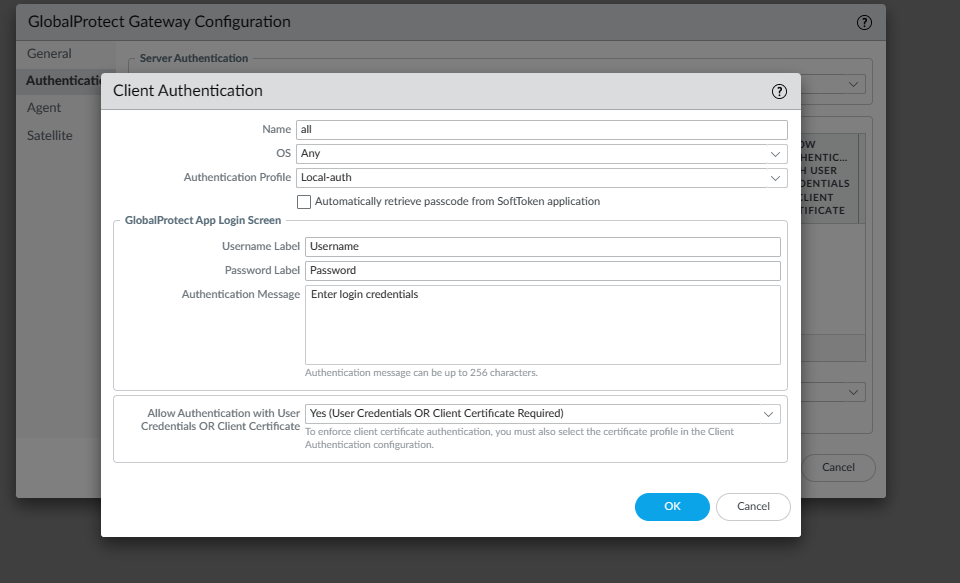 GlobalProtect Gateway Configuration
General
Server Authentication
Authenticati
Agent
Satellite
Client Authentication
Name all
OS Any
Authentication Profile Local-auth
Automatically retrieve passcode from SoftToken application
GlobalProtect App Login Screen
Username Label Username
Password Label Password
Authentication Message Enter login credentials
Authentication message can be up to 256 characters.
Allow Authentication with User
Credentials OR Client Certificate
Yes (User Credentials OR Client Certificate Required)
To enforce client certificate authentication, you must also select the certificate profile in the Client
Authentication configuration.
OK
Cancel
OW
HENTIC...
H USER
DENTIALS
CLIENT
TIFICATE
Cancel